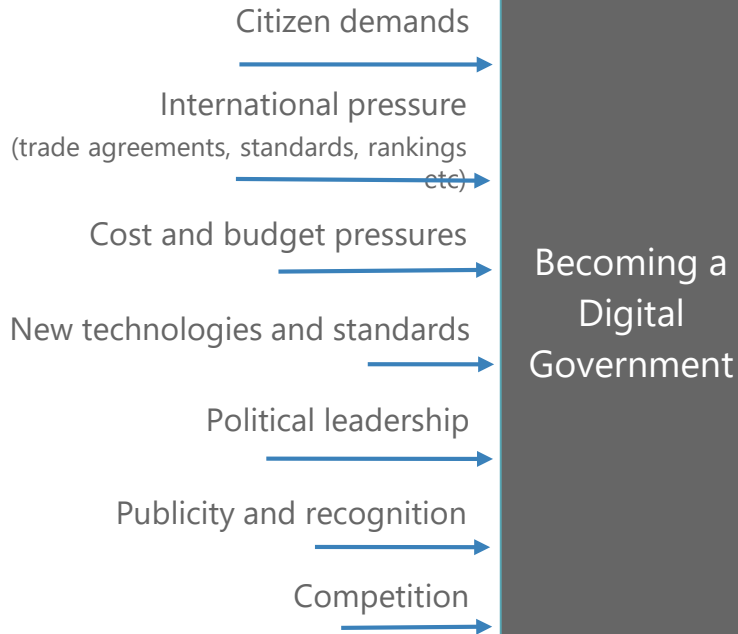 Citizen demands
International pressure
(trade agreements, standards, rankings
etc)
Cost and budget pressures
New technologies and standards
Political leadership
Publicity and recognition
Competition
Becoming a
Digital
Government